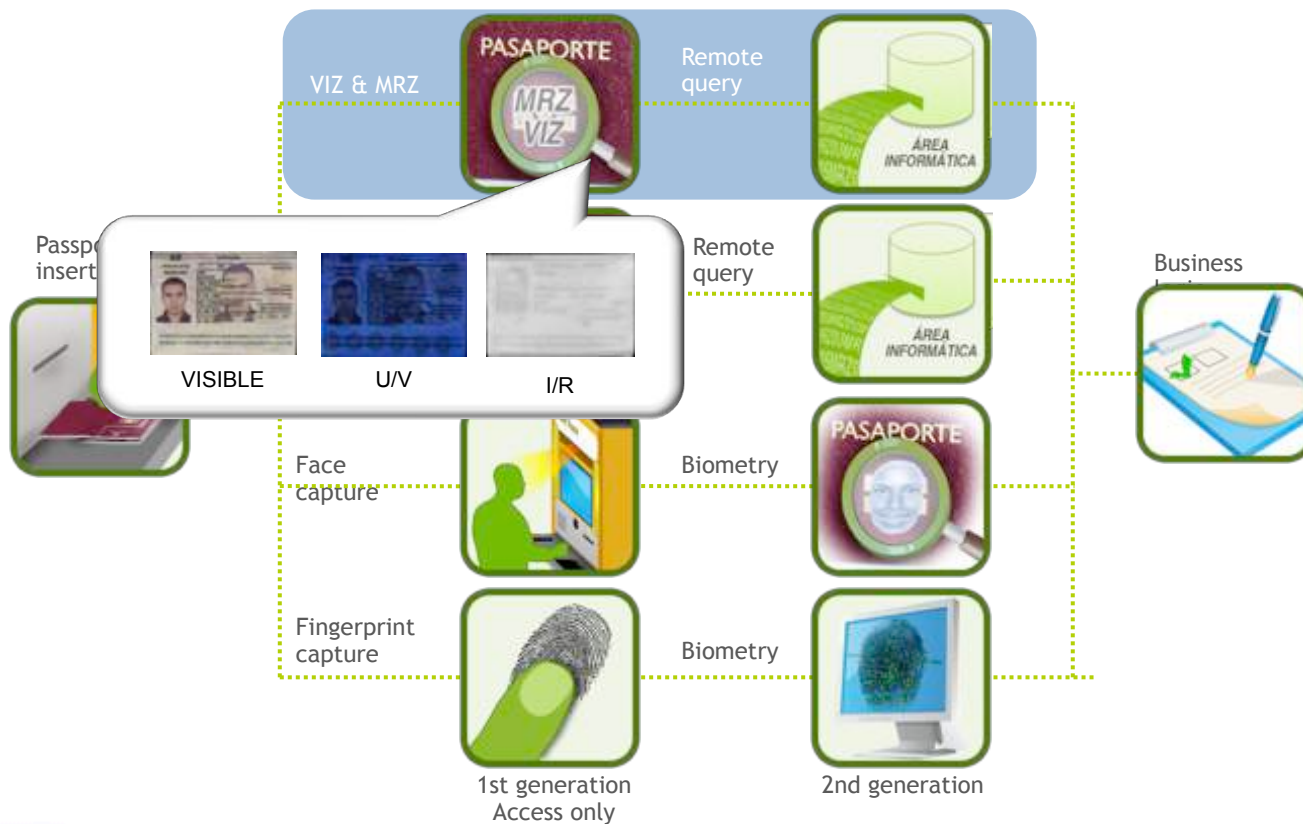 PASAPORTE
VIZ & MRZ
MRZ
VIZ
Remote
query
ÁREA
INFORMÁTICA
Remote
query
ÁREA
INFORMÁTICA
VISIBLE
U/V
I/R
Business
Face
capture
Biometry
PASAPORTE
Fingerprint
capture
Biometry
1st generation
Access only
2nd generation